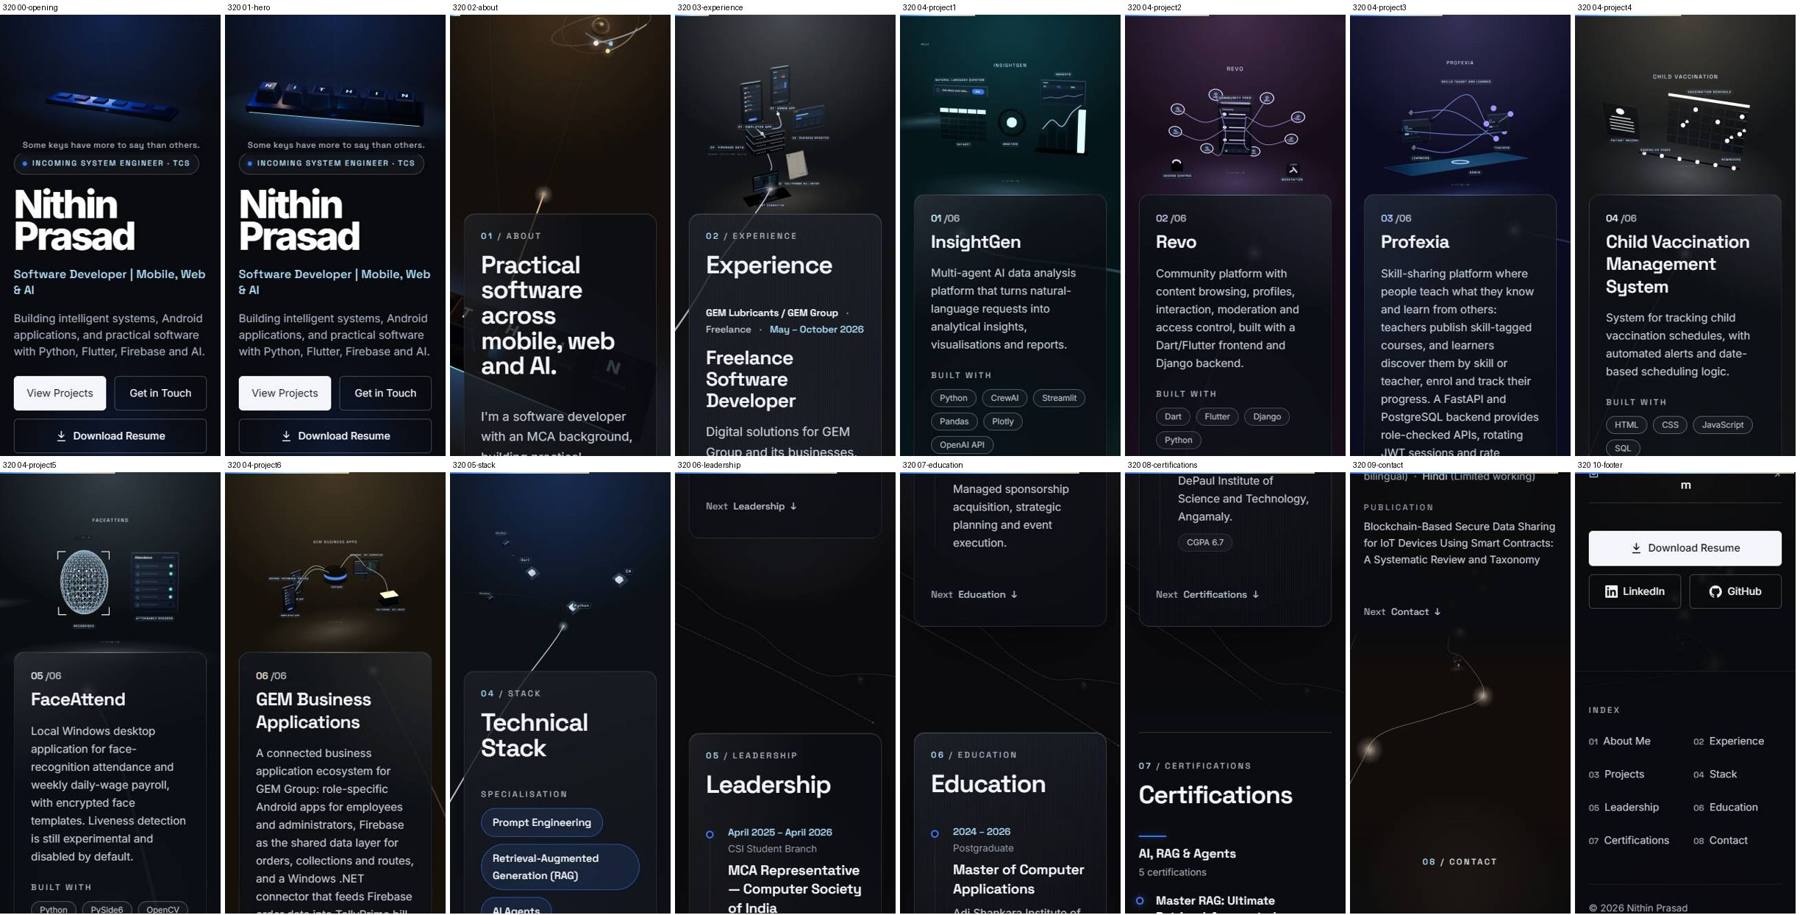 320 00-opening
Some keys have more to say than others.
INCOMING SYSTEM ENGINEER · TCS
Nithin
Prasad
Software Developer | Mobile, Web
& AI
Building intelligent systems, Android
applications, and practical software
with Python, Flutter, Firebase and AI.
View Projects
Get in Touch
Download Resume
320 01-hero
N I T H I N
Some keys have more to say than others.
INCOMING SYSTEM ENGINEER · TCS
Nithin
Prasad
Software Developer | Mobile, Web
& AI
Building intelligent systems, Android
applications, and practical software
with Python, Flutter, Firebase and AI.
View Projects
Get in Touch
Download Resume
320 02-about
01 / ABOUT
Practical
software
across
mobile, web
and AI.
I'm a software developer
with an MCA background,
building practical
320 03-experience
02 / EXPERIENCE
Experience
GEM Lubricants / GEM Group ·
Freelance · May – October 2026
Freelance
Software
Developer
Digital solutions for GEM
Group and its businesses,
320 04-project1
INSIGHTGEN
01 /06
InsightGen
Multi-agent AI data analysis
platform that turns natural-
language requests into
analytical insights,
visualisations and reports.
BUILT WITH
Python CrewAI Streamlit
Pandas Plotly
OpenAI API
320 04-project2
REVO
COMMUNITY FEED
02 /06
Revo
Community platform with
content browsing, profiles,
interaction, moderation and
access control, built with a
Dart/Flutter frontend and
Django backend.
BUILT WITH
Dart Flutter Django
Python
320 04-project3
PROFEXIA
03 /06
Profexia
Skill-sharing platform where
people teach what they know
and learn from others:
teachers publish skill-tagged
courses, and learners
discover them by skill or
teacher, enrol and track their
progress. A FastAPI and
PostgreSQL backend provides
role-checked APIs, rotating
JWT sessions and rate
320 04-project4
CHILD VACCINATION
VACCINATION SCHEDULE
04 /06
Child Vaccination
Management
System
System for tracking child
vaccination schedules, with
automated alerts and date-
based scheduling logic.
BUILT WITH
HTML CSS JavaScript
SQL
320 04-project5
FACEATTEND
05 /06
FaceAttend
Local Windows desktop
application for face-
recognition attendance and
weekly daily-wage payroll,
with encrypted face
templates. Liveness detection
is still experimental and
disabled by default.
BUILT WITH
Python PySide6 OpenCV
320 04-project6
GEM BUSINESS APPS
06 /06
GEM Business
Applications
A connected business
application ecosystem for
GEM Group: role-specific
Android apps for employees
and administrators, Firebase
as the shared data layer for
orders, collections and routes,
and a Windows .NET
connector that feeds Firebase
order data into TallyPrime bill
320 05-stack
Dart
C#
Python
04 / STACK
Technical
Stack
SPECIALISATION
Prompt Engineering
Retrieval-Augmented
Generation (RAG)
AI Agents
320 06-leadership
Next Leadership ↓
05 / LEADERSHIP
Leadership
April 2025 – April 2026
CSI Student Branch
MCA Representative
— Computer Society
of India
320 07-education
Managed sponsorship
acquisition, strategic
planning and event
execution.
Next Education ↓
06 / EDUCATION
Education
2024 – 2026
Postgraduate
Master of Computer
Applications
Adi Shankara Institute of
320 08-certifications
DePaul Institute of
Science and Technology,
Angamaly.
CGPA 6.7
Next Certifications ↓
07 / CERTIFICATIONS
Certifications
AI, RAG & Agents
5 certifications
Master RAG: Ultimate
320 09-contact
bilingual) · Hindi (Limited working)
PUBLICATION
Blockchain-Based Secure Data Sharing
for IoT Devices Using Smart Contracts:
A Systematic Review and Taxonomy
Next Contact ↓
08 / CONTACT
320 10-footer
m
Download Resume
LinkedIn
GitHub
INDEX
01 About Me
02 Experience
03 Projects
04 Stack
05 Leadership
06 Education
07 Certifications
08 Contact
© 2026 Nithin Prasad